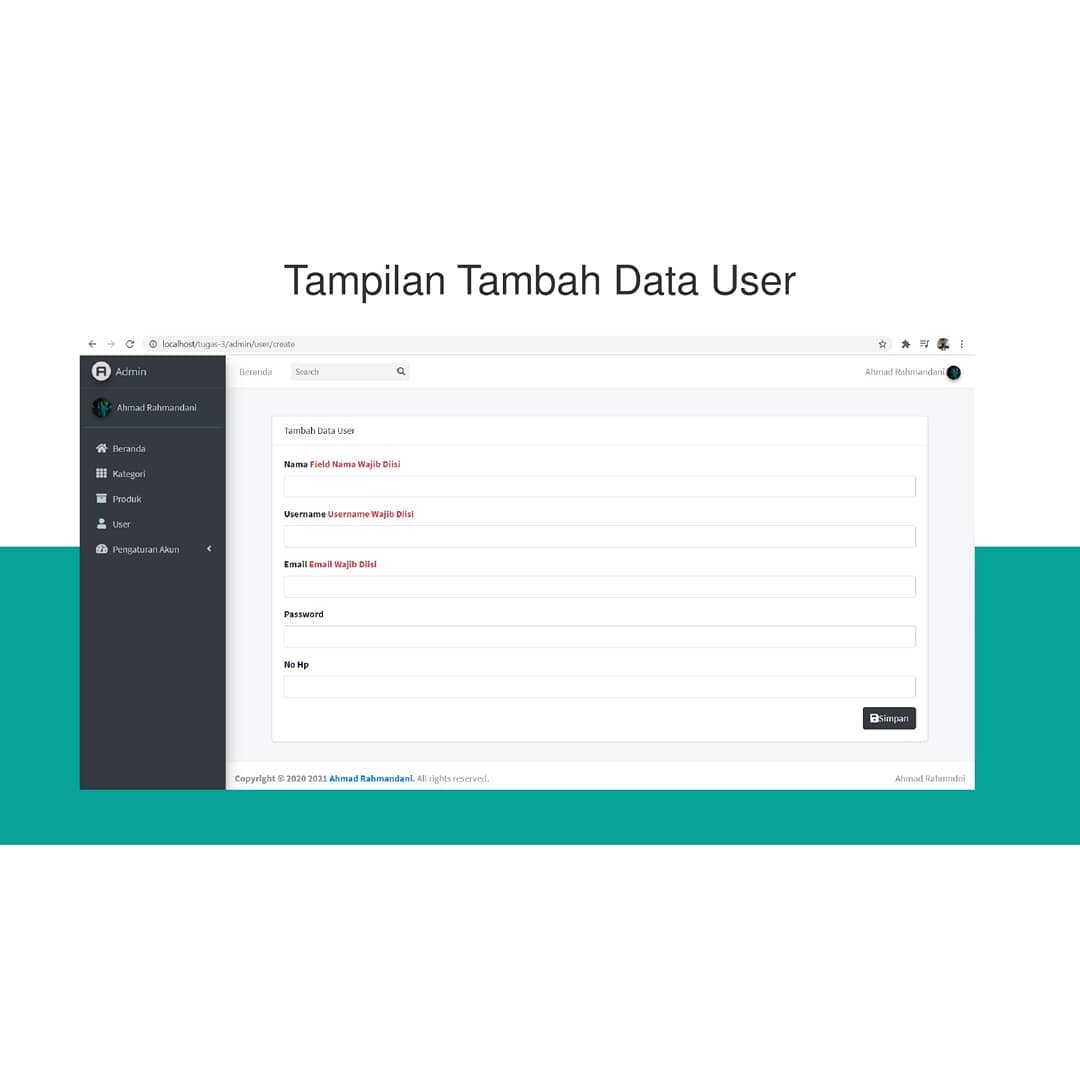 Tampilan Tambah Data User
localhost/tugas-3/admin/user/create
Admin
Beranda
Search
Ahmad Rahmandani
Ahmad Rahmandani
Beranda
Kategori
Produk
User
Pengaturan Akun
Tambah Data User
Nama Field Nama Wajib Diisi
Username Username Wajib Diisi
Email Email Wajib Diisi
Password
No Hp
Simpan
Copyright © 2020 2021 Ahmad Rahmandani. All rights reserved.
Ahmad Rahmndni